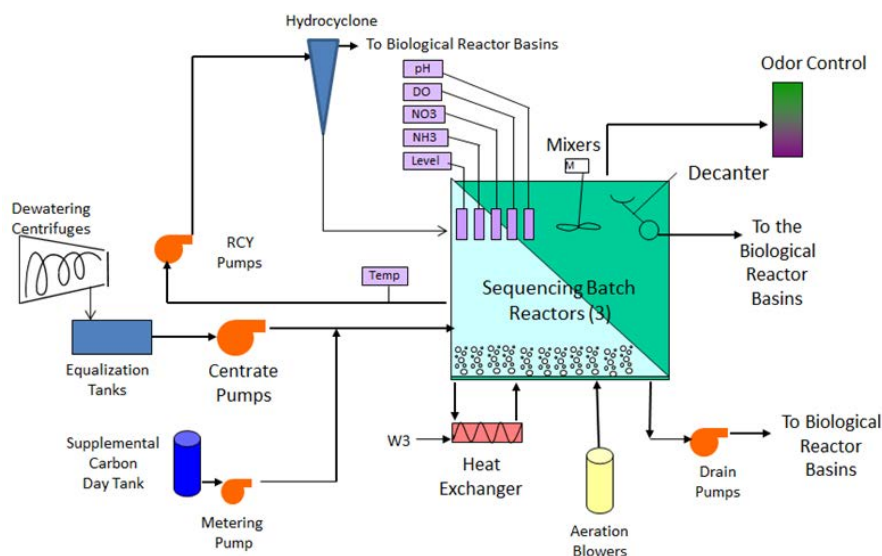 Hydrocyclone
To Biological Reactor Basins
pH
DO
NO3
NH3
Level
Odor Control
Mixers
M
Decanter
Dewatering
Centrifuges
RCY
Pumps
Temp
To the
Biological
Reactor
Basins
Sequencing Batch
Reactors (3)
Equalization
Tanks
Centrate
Pumps
Supplemental
Carbon
Day Tank
Metering
Pump
W3
Heat
Exchanger
Aeration
Blowers
Drain
Pumps
To Biological
Reactor
Basins